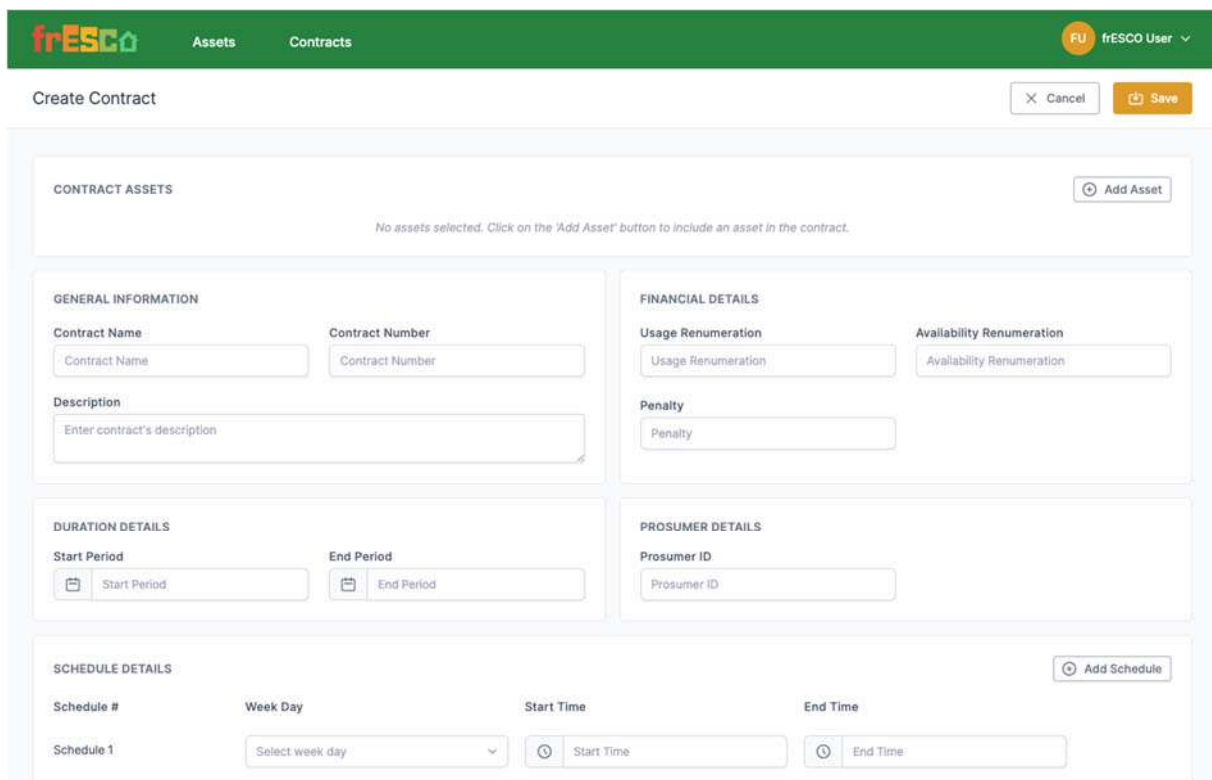 frESCO Assets Contracts FU frESCO User
Create Contract Cancel Save
CONTRACT ASSETS Add Asset
No assets selected. Click on the 'Add Asset' button to include an asset in the contract.
GENERAL INFORMATION
Contract Name Contract Number
Contract Name Contract Number
Description
Enter contract's description
FINANCIAL DETAILS
Usage Renumeration Availability Renumeration
Usage Renumeration Availability Renumeration
Penalty
Penalty
DURATION DETAILS
Start Period End Period
Start Period End Period
PROSUMER DETAILS
Prosumer ID
Prosumer ID
SCHEDULE DETAILS Add Schedule
Schedule # Week Day Start Time End Time
Schedule 1 Select week day Start Time End Time